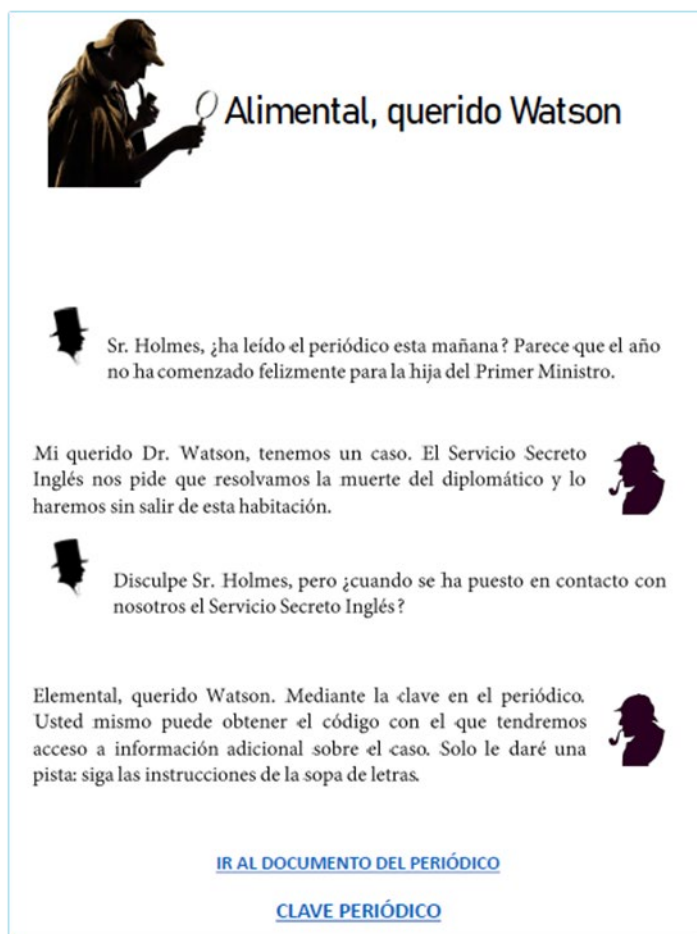 Alimental, querido Watson
Sr. Holmes, ¿ha leído el periódico esta mañana? Parece que el año
no ha comenzado felizmente para la hija del Primer Ministro.
Mi querido Dr. Watson, tenemos un caso. El Servicio Secreto
Inglés nos pide que resolvamos la muerte del diplomático y lo
haremos sin salir de esta habitación.
Disculpe Sr. Holmes, pero ¿cuando se ha puesto en contacto con
nosotros el Servicio Secreto Inglés?
Elemental, querido Watson. Mediante la clave en el periódico.
Usted mismo puede obtener el código con el que tendremos
acceso a información adicional sobre el caso. Solo le daré una
pista: siga las instrucciones de la sopa de letras.
IR AL DOCUMENTO DEL PERIÓDICO
CLAVE PERIÓDICO